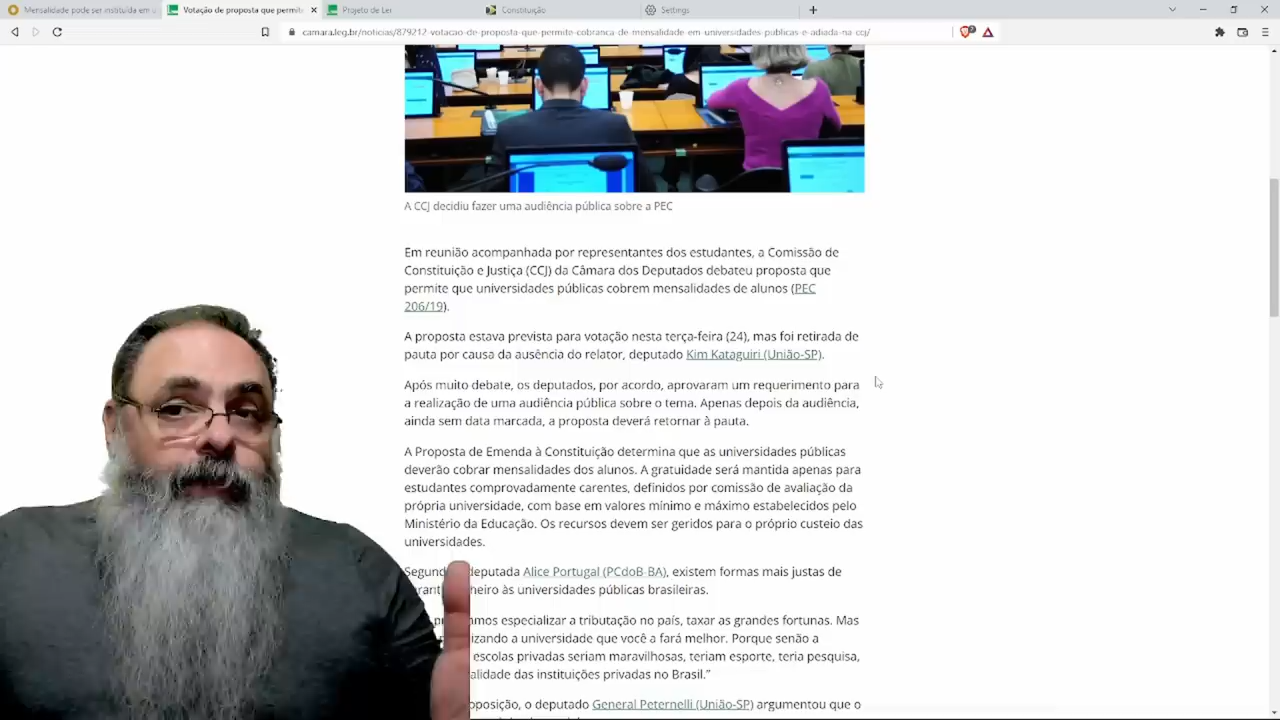 Mensalidade pode ser instituída em u
Votação de proposta que permite
Projeto de Lei
Constituição
Settings
camara.leg.br/noticias/879212-votacao-de-proposta-que-permite-cobranca-de-mensalidade-em-universidades-publicas-e-adiada-na-ccj/
A CCJ decidiu fazer uma audiência pública sobre a PEC
Em reunião acompanhada por representantes dos estudantes, a Comissão de
Constituição e Justiça (CCJ) da Câmara dos Deputados debateu proposta que
permite que universidades públicas cobrem mensalidades de alunos (PEC
206/19).
A proposta estava prevista para votação nesta terça-feira (24), mas foi retirada de
pauta por causa da ausência do relator, deputado Kim Kataguiri (União-SP).
Após muito debate, os deputados, por acordo, aprovaram um requerimento para
a realização de uma audiência pública sobre o tema. Apenas depois da audiência,
ainda sem data marcada, a proposta deverá retornar à pauta.
A Proposta de Emenda à Constituição determina que as universidades públicas
deverão cobrar mensalidades dos alunos. A gratuidade será mantida apenas para
estudantes comprovadamente carentes, definidos por comissão de avaliação da
própria universidade, com base em valores mínimo e máximo estabelecidos pelo
Ministério da Educação. Os recursos devem ser geridos para o próprio custeio das
universidades.
Segund deputada Alice Portugal (PCdoB-BA), existem formas mais justas de
arant heiro às universidades públicas brasileiras.
mos especializar a tributação no país, taxar as grandes fortunas. Mas
izando a universidade que você a fará melhor. Porque senão a
escolas privadas seriam maravilhosas, teriam esporte, teria pesquisa,
alidade das instituições privadas no Brasil.”
oposição, o deputado General Peternelli (União-SP) argumentou que o